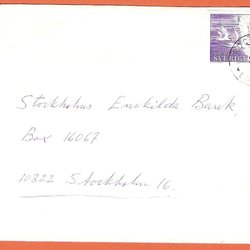 SVERIGE
Stockholms Enskilda Bank
Box 16067
10322 Stockholm 16.